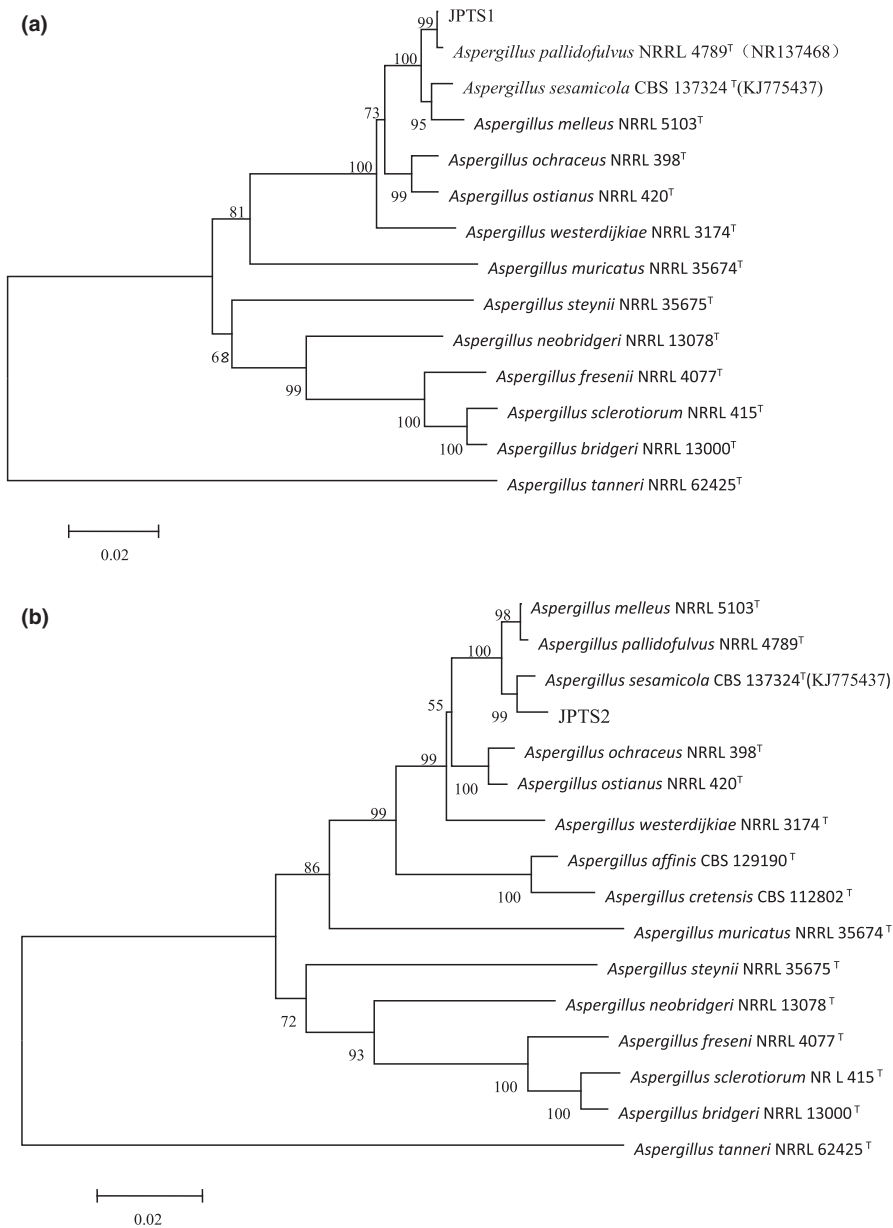 (a)
99
JPTS1
Aspergillus pallidofulvus NRRL 4789ᵀ（NR137468）
100
Aspergillus sesamicola CBS 137324 ᵀ(KJ775437)
73
95
Aspergillus melleus NRRL 5103ᵀ
100
Aspergillus ochraceus NRRL 398ᵀ
99
Aspergillus ostianus NRRL 420ᵀ
81
Aspergillus westerdijkiae NRRL 3174ᵀ
Aspergillus muricatus NRRL 35674ᵀ
Aspergillus steynii NRRL 35675ᵀ
68
Aspergillus neobridgeri NRRL 13078ᵀ
99
Aspergillus fresenii NRRL 4077ᵀ
100
Aspergillus sclerotiorum NRRL 415ᵀ
100
Aspergillus bridgeri NRRL 13000ᵀ
Aspergillus tanneri NRRL 62425ᵀ
0.02
(b)
98
Aspergillus melleus NRRL 5103ᵀ
Aspergillus pallidofulvus NRRL 4789ᵀ
100
Aspergillus sesamicola CBS 137324ᵀ(KJ775437)
55
99
JPTS2
99
Aspergillus ochraceus NRRL 398ᵀ
100
Aspergillus ostianus NRRL 420ᵀ
99
Aspergillus westerdijkiae NRRL 3174 ᵀ
86
Aspergillus affinis CBS 129190 ᵀ
100
Aspergillus cretensis CBS 112802 ᵀ
Aspergillus muricatus NRRL 35674 ᵀ
Aspergillus steynii NRRL 35675 ᵀ
72
Aspergillus neobridgeri NRRL 13078 ᵀ
93
Aspergillus freseni NRRL 4077 ᵀ
100
Aspergillus sclerotiorum NR L 415 ᵀ
100
Aspergillus bridgeri NRRL 13000 ᵀ
Aspergillus tanneri NRRL 62425 ᵀ
0.02